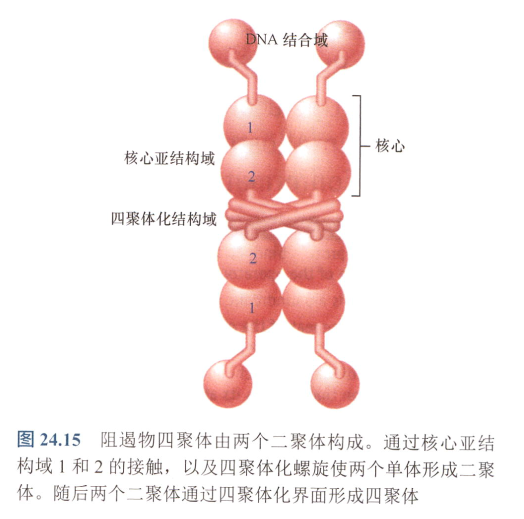 DNA 结合域
1
核心
核心亚结构域
2
四聚体化结构域
2
1
图 24.15 阻遏物四聚体由两个二聚体构成。通过核心亚结
构域 1 和 2 的接触，以及四聚体化螺旋使两个单体形成二聚
体。随后两个二聚体通过四聚体化界面形成四聚体